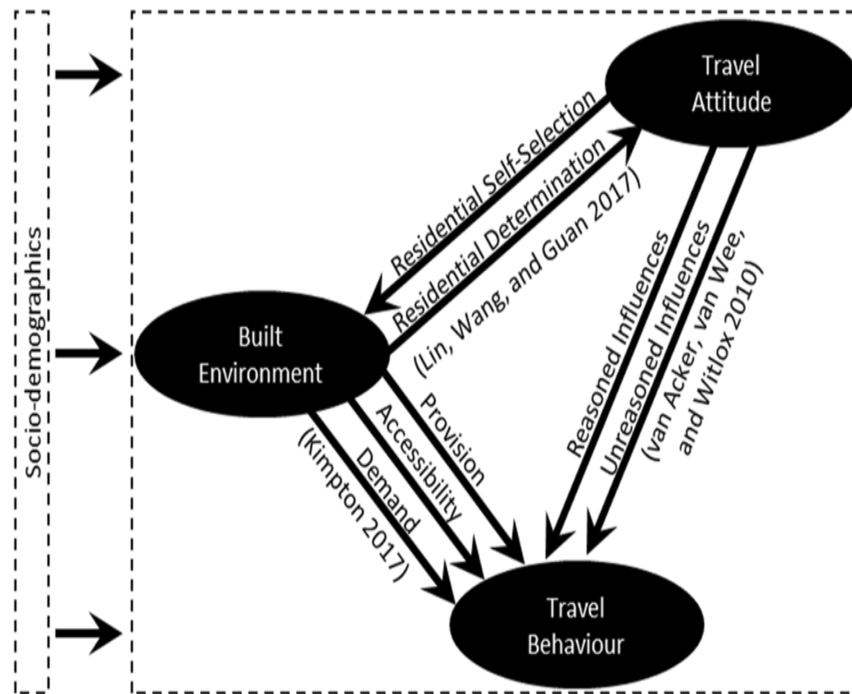 Socio-demographics
Travel
Attitude
Residential Self-Selection
Residential Determination
(Lin, Wang, and Guan 2017)
Built
Environment
Provision
Accessibility
Demand
(Kimpton 2017)
Reasoned Influences
Unreasoned Influences
(van Acker, van Wee,
and Witlox 2010)
Travel
Behaviour